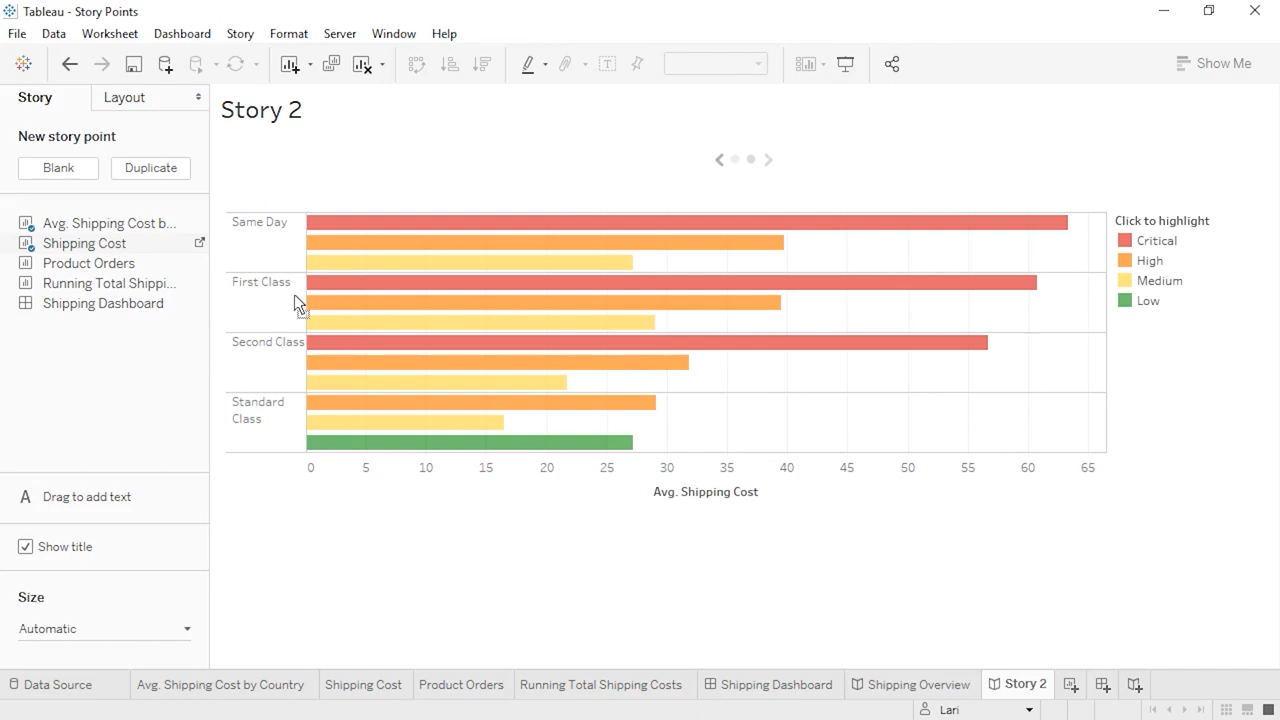 Tableau - Story Points
File Data Worksheet Dashboard Story Format Server Window Help
Show Me
Story Layout
New story point
Blank Duplicate
Avg. Shipping Cost b...
Shipping Cost
Product Orders
Running Total Shippi...
Shipping Dashboard
A Drag to add text
Show title
Size
Automatic
Story 2
Same Day
First Class
Second Class
Standard
Class
0 5 10 15 20 25 30 35 40 45 50 55 60 65
Avg. Shipping Cost
Click to highlight
Critical
High
Medium
Low
Data Source Avg. Shipping Cost by Country Shipping Cost Product Orders Running Total Shipping Costs Shipping Dashboard Shipping Overview Story 2
Lari